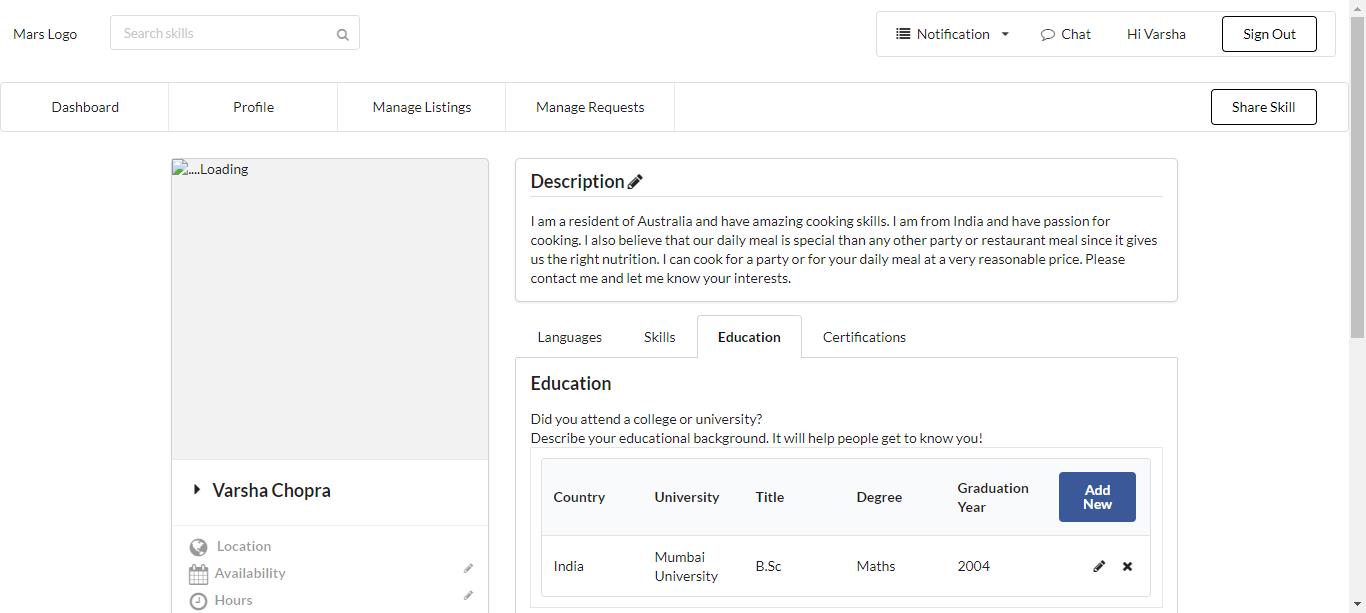 Mars Logo
Search skills
Notification
Chat
Hi Varsha
Sign Out
Dashboard
Profile
Manage Listings
Manage Requests
Share Skill
....Loading
Varsha Chopra
Location
Availability
Hours
Description
I am a resident of Australia and have amazing cooking skills. I am from India and have passion for
cooking. I also believe that our daily meal is special than any other party or restaurant meal since it gives
us the right nutrition. I can cook for a party or for your daily meal at a very reasonable price. Please
contact me and let me know your interests.
Languages
Skills
Education
Certifications
Education
Did you attend a college or university?
Describe your educational background. It will help people get to know you!
Country
University
Title
Degree
Graduation
Year
Add
New
India
Mumbai
University
B.Sc
Maths
2004